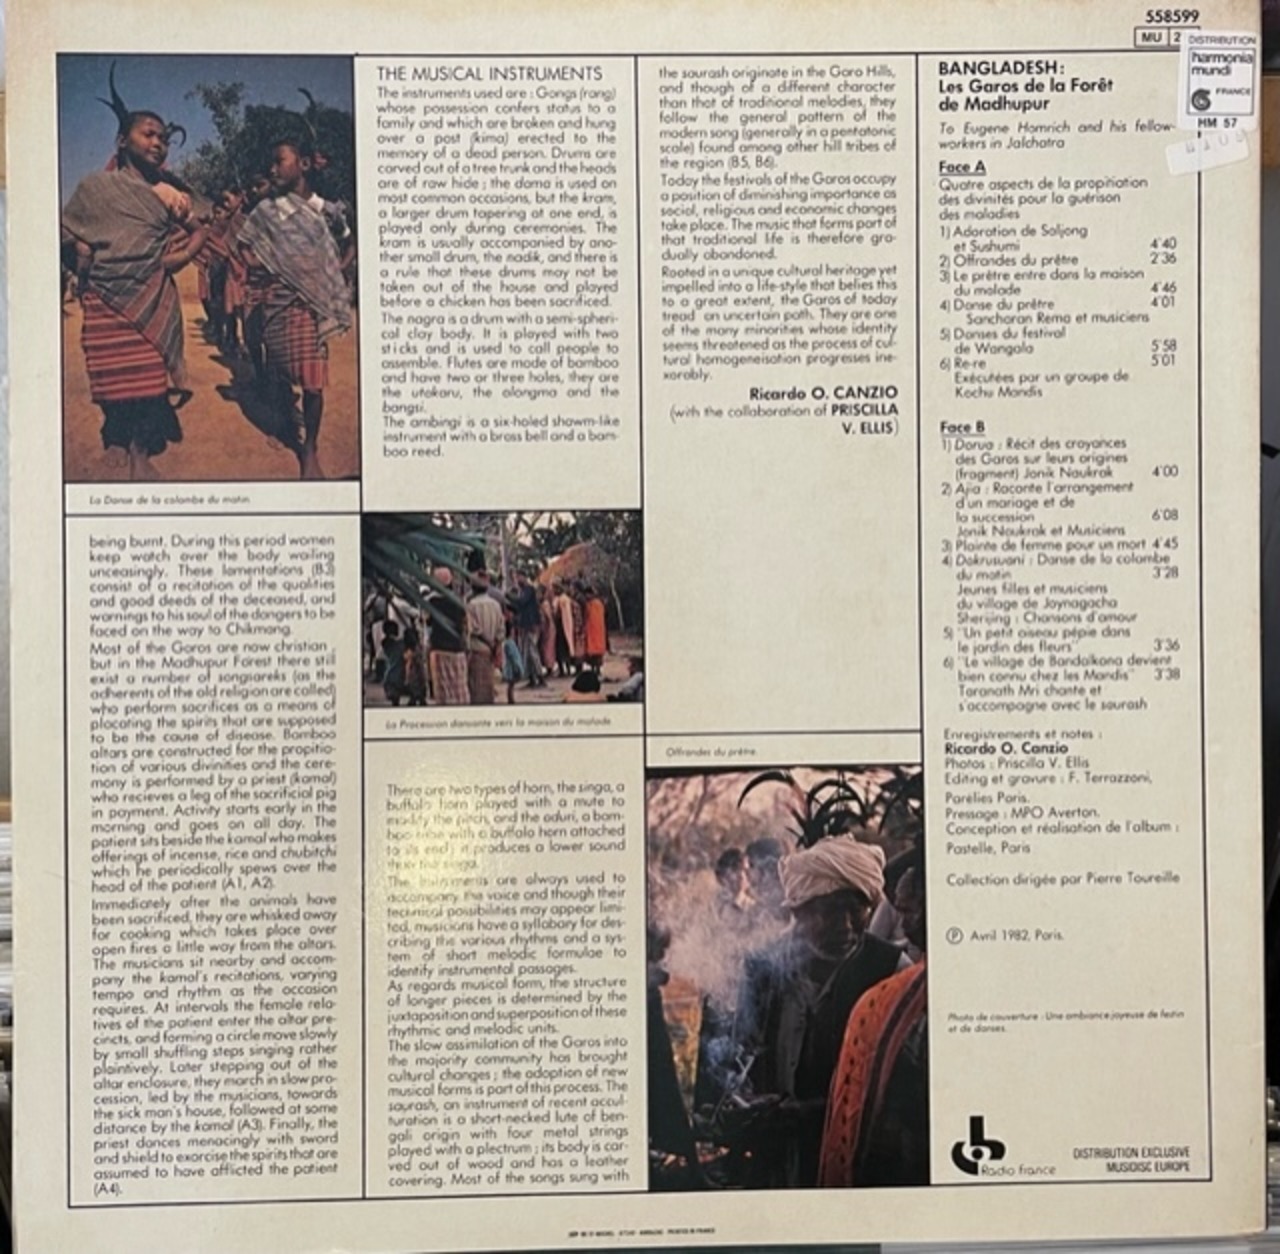 558599
MU 2
DISTRIBUTION
harmonia
mundi
FRANCE
HM 57
La Danse de la colombe du matin
being burnt. During this period women
keep watch over the body wailing
unceasingly. These lamentations (B3)
consist of a recitation of the qualities
and good deeds of the deceased, and
warnings to his soul of the dangers to be
faced on the way to Chikmang.
Most of the Garos are now christian,
but in the Madhupur Forest there still
exist a number of songsareks (as the
adherents of the old religion are called)
who perform sacrifices as a means of
placating the spirits that are supposed
to be the cause of disease. Bamboo
altars are constructed for the propitia-
tion of various divinities and the cere-
mony is performed by a priest (kamal)
who recieves a leg of the sacrificial pig
in payment. Activity starts early in the
morning and goes on all day. The
patient sits beside the kamal who makes
offerings of incense, rice and chubitchi
which he periodically spews over the
head of the patient (A1, A2).
Immediately after the animals have
been sacrificed, they are whisked away
for cooking which takes place over
open fires a little way from the altars.
The musicians sit nearby and accom-
pany the kamal's recitations, varying
tempo and rhythm as the occasion
requires. At intervals the female rela-
tives of the patient enter the altar pre-
cincts, and forming a circle move slowly
by small shuffling steps singing rather
plaintively. Later stepping out of the
altar enclosure, they march in slow pro-
cession, led by the musicians, towards
the sick man's house, followed at some
distance by the kamal (A3). Finally, the
priest dances menacingly with sword
and shield to exorcise the spirits that are
assumed to have afflicted the patient
(A4).
THE MUSICAL INSTRUMENTS
The instruments used are : Gongs (rang)
whose possession confers status to a
family and which are broken and hung
over a post (kima) erected to the
memory of a dead person. Drums are
carved out of a tree trunk and the heads
are of raw hide ; the dama is used on
most common occasions, but the kram,
a larger drum tapering at one end, is
played only during ceremonies. The
kram is usually accompanied by ano-
ther small drum, the nadik, and there is
a rule that these drums may not be
taken out of the house and played
before a chicken has been sacrificed.
The nagra is a drum with a semi-spheri-
cal clay body. It is played with two
sticks and is used to call people to
assemble. Flutes are made of bamboo
and have two or three holes, they are
the utokaru, the olongma and the
bangsi.
The ambingi is a six-holed shawm-like
instrument with a brass bell and a bam-
boo reed.
La Procession dansante vers la maison du malade
There are two types of horn, the singa, a
buffalo horn played with a mute to
modify the pitch, and the aduri, a bam-
boo tube with a buffalo horn attached
to its end ; it produces a lower sound
than the singa.
The instruments are always used to
accompany the voice and though their
technical possibilities may appear limi-
ted, musicians have a syllabary for des-
cribing the various rhythms and a sys-
tem of short melodic formulae to
identify instrumental passages.
As regards musical form, the structure
of longer pieces is determined by the
juxtaposition and superposition of these
rhythmic and melodic units.
The slow assimilation of the Garos into
the majority community has brought
cultural changes ; the adoption of new
musical forms is part of this process. The
saurash, an instrument of recent accul-
turation is a short-necked lute of ben-
gali origin with four metal strings
played with a plectrum ; its body is car-
ved out of wood and has a leather
covering. Most of the songs sung with
the saurash originate in the Garo Hills,
and though of a different character
than that of traditional melodies, they
follow the general pattern of the
modern song (generally in a pentatonic
scale) found among other hill tribes of
the region (B5, B6).
Today the festivals of the Garos occupy
a position of diminishing importance as
social, religious and economic changes
take place. The music that forms part of
that traditional life is therefore gra-
dually abandoned.
Rooted in a unique cultural heritage yet
impelled into a life-style that belies this
to a great extent, the Garos of today
tread an uncertain path. They are one
of the many minorities whose identity
seems threatened as the process of cul-
tural homogeneisation progresses ine-
xorably.
Ricardo O. CANZIO
(with the collaboration of PRISCILLA
V. ELLIS)
Offrandes du prêtre
BANGLADESH :
Les Garos de la Forêt
de Madhupur
To Eugene Homrich and his fellow-
workers in Jalchatra
Face A
Quatre aspects de la propitiation
des divinités pour la guérison
des maladies
1) Adoration de Saljong
et Sushumi 4'40
2) Offrandes du prêtre 2'36
3) Le prêtre entre dans la maison
du malade 4'46
4) Danse du prêtre 4'01
Sancharan Rema et musiciens
5) Danses du festival
de Wangala 5'58
6) Re-re 5'01
Exécutées par un groupe de
Kochu Mandis
Face B
1) Dorua : Récit des croyances
des Garos sur leurs origines
(fragment) Janik Naukrak 4'00
2) Ajia : Raconte l'arrangement
d'un mariage et de
la succession 6'08
Janik Naukrak et Musiciens
3) Plainte de femme pour un mort 4'45
4) Dakrusuani : Danse de la colombe
du matin 3'28
Jeunes filles et musiciens
du village de Joynagacha
Sherijing : Chansons d'amour
5) "Un petit oiseau pépie dans
le jardin des fleurs" 3'36
6) "Le village de Bandaikona devient
bien connu chez les Mandis" 3'38
Taranath Mri chante et
s'accompagne avec le saurash
Enregistrements et notes :
Ricardo O. Canzio
Photos : Priscilla V. Ellis
Editing et gravure : F. Terrazzoni,
Parélies Paris.
Pressage : MPO Averton.
Conception et réalisation de l'album :
Pastelle, Paris
Collection dirigée par Pierre Toureille
Ⓟ Avril 1982, Paris.
Photo de couverture : Une ambiance joyeuse de festin
et de danses.
Radio france
DISTRIBUTION EXCLUSIVE
MUSIDISC EUROPE